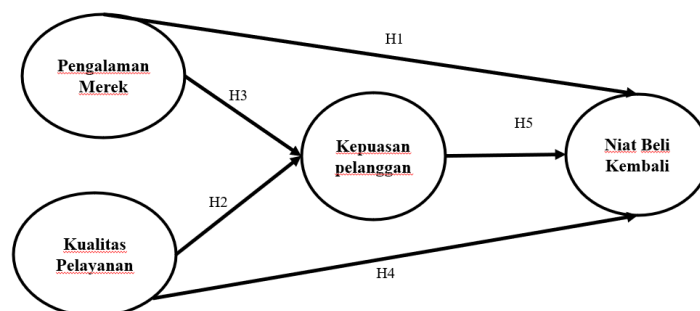 H1
Pengalaman
Merek
H3
H5
Kepuasan
pelanggan
Niat Beli
Kembali
H2
Kualitas
Pelayanan
H4